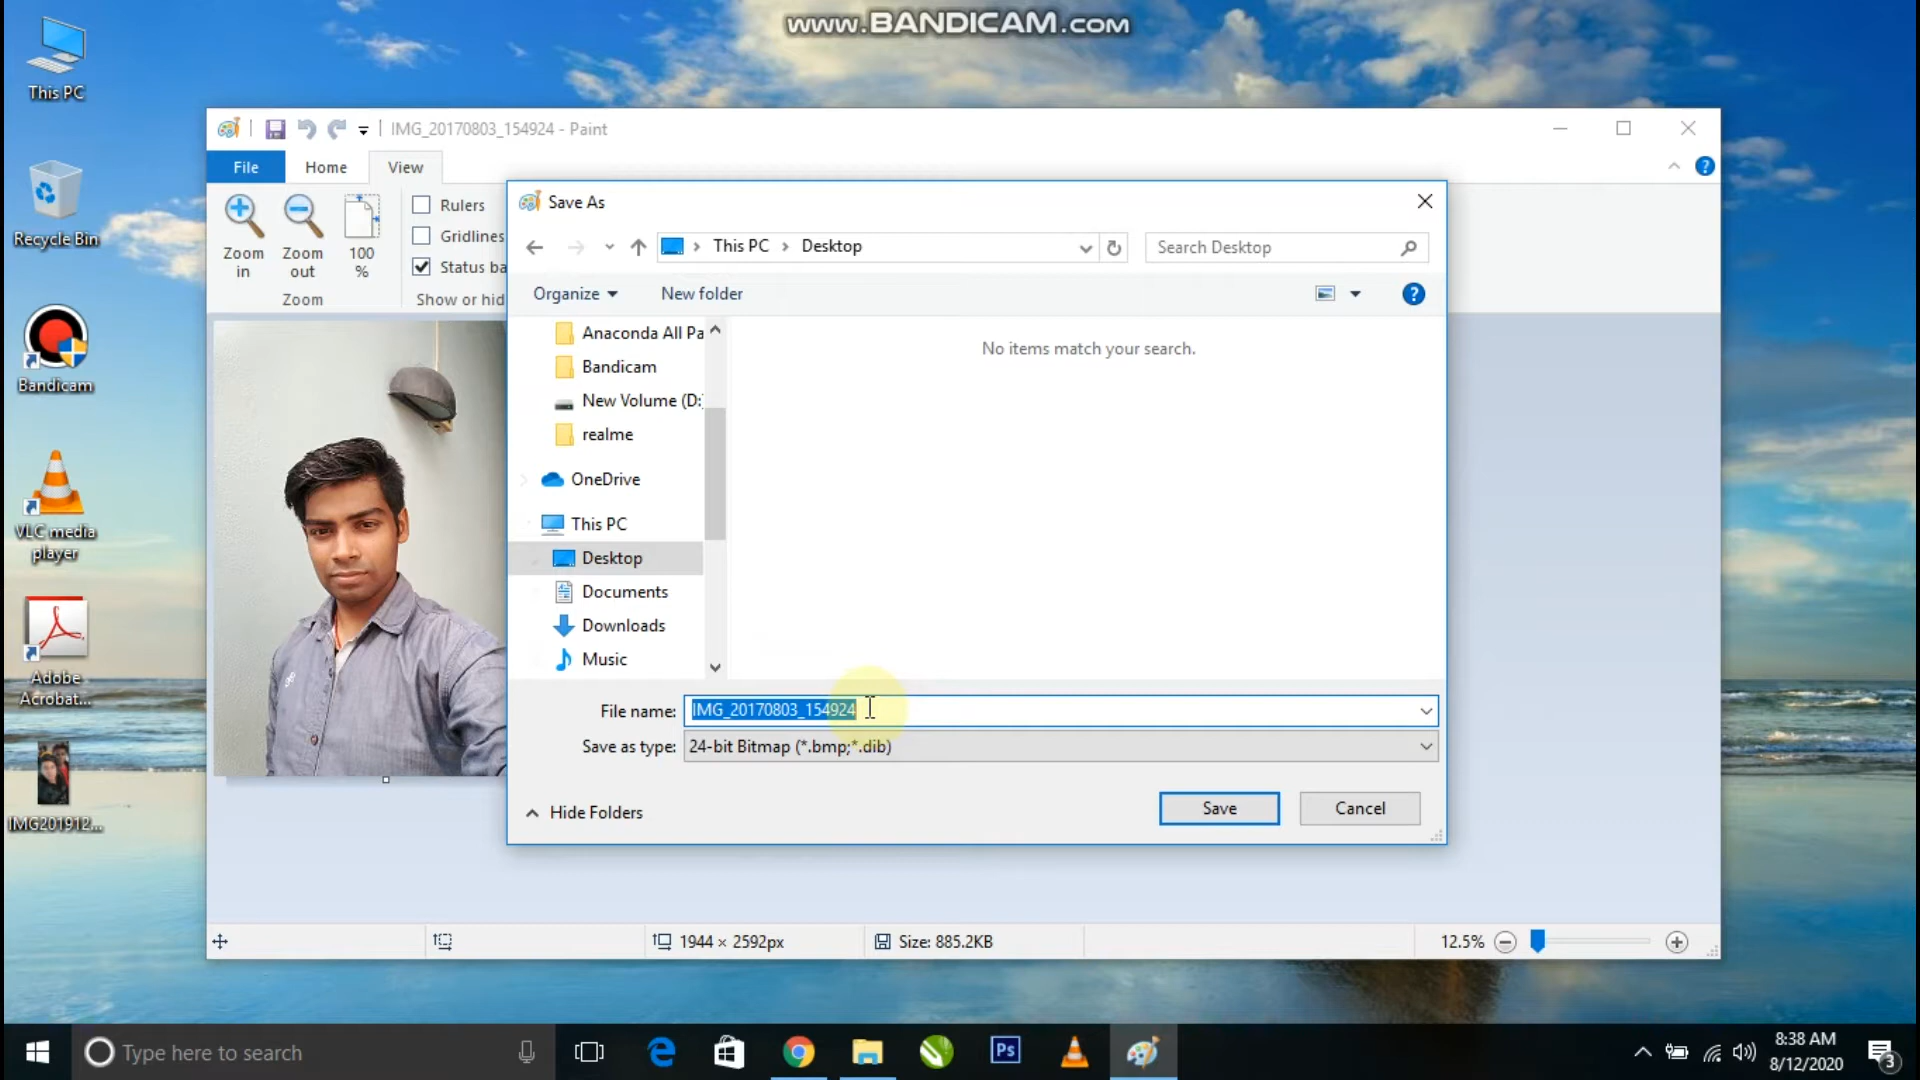 www.BANDICAM.com
This PC
Recycle Bin
Bandicam
VLC media
player
Adobe
Acrobat...
IMG201912...
IMG_20170803_154924 - Paint
File
Home
View
Zoom
in
Zoom
out
100
%
Zoom
Rulers
Gridlines
Status ba
Show or hid
Save As
This PC
Desktop
Search Desktop
Organize
New folder
Anaconda All Pa
Bandicam
New Volume (D:)
realme
OneDrive
This PC
Desktop
Documents
Downloads
Music
No items match your search.
File name: IMG_20170803_154924
Save as type: 24-bit Bitmap (*.bmp;*.dib)
Hide Folders
Save
Cancel
1944 × 2592px
Size: 885.2KB
12.5%
Type here to search
Ps
8:38 AM
8/12/2020
3